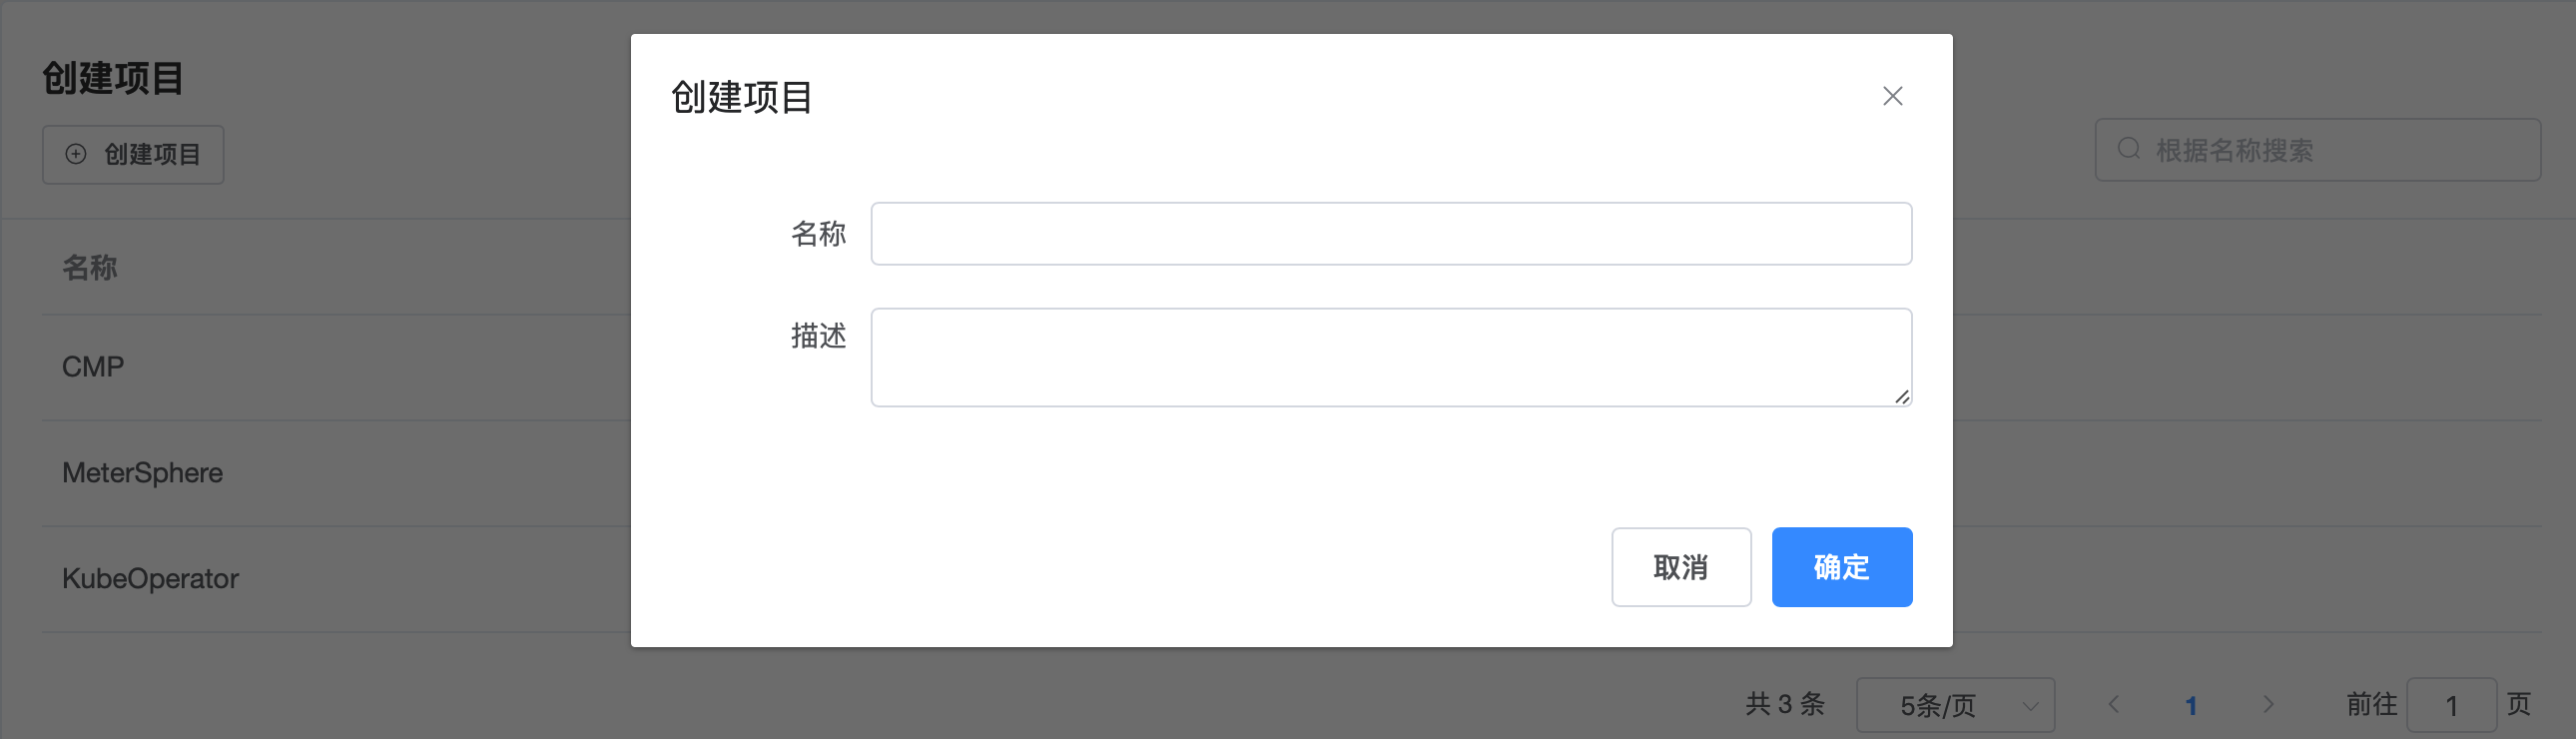 创建项目
创建项目
根据名称搜索
名称
CMP
MeterSphere
KubeOperator
创建项目
名称
描述
取消 确定
共 3 条 5条/页 1 前往 1 页